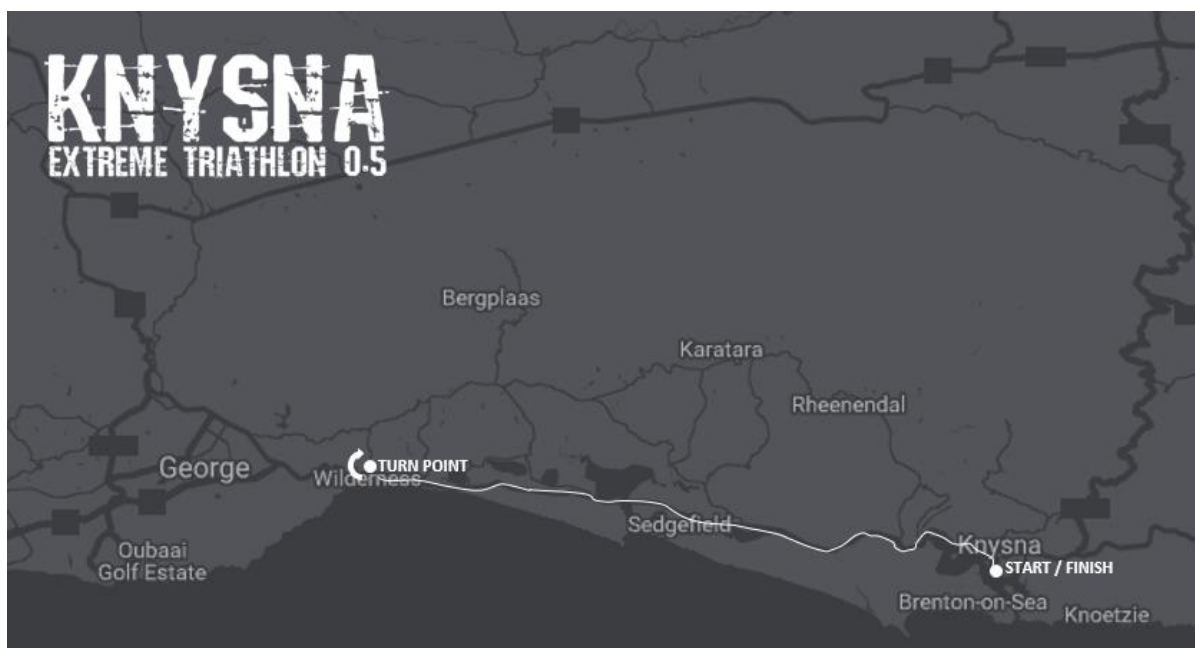 KNYSNA
EXTREME TRIATHLON 0.5
Bergplaas
Karatara
Rheenendal
George
TURN POINT
Wilderness
Sedgefield
Knysna
Oubaai
Golf Estate
START / FINISH
Brenton-on-Sea
Knoetzie